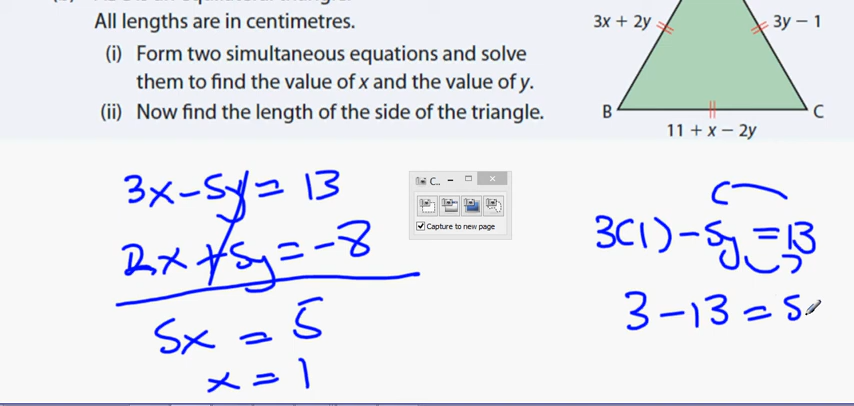 All lengths are in centimetres.
(i) Form two simultaneous equations and solve
them to find the value of x and the value of y.
(ii) Now find the length of the side of the triangle.
3x + 2y
3y − 1
B
C
11 + x − 2y
3x − 5y = 13
2x + 5y = −8
5x = 5
x = 1
C..
Capture to new page
3(1) − 5y = 13
3 − 13 = 5